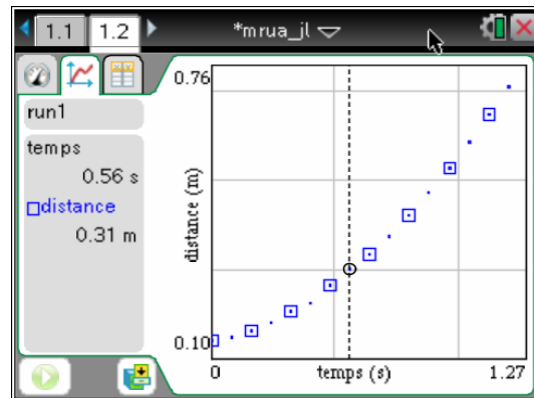 1.1 1.2 *mrua_jl
run1
temps
0.56 s
distance
0.31 m
0.76
distance (m)
0.10
0 temps (s) 1.27